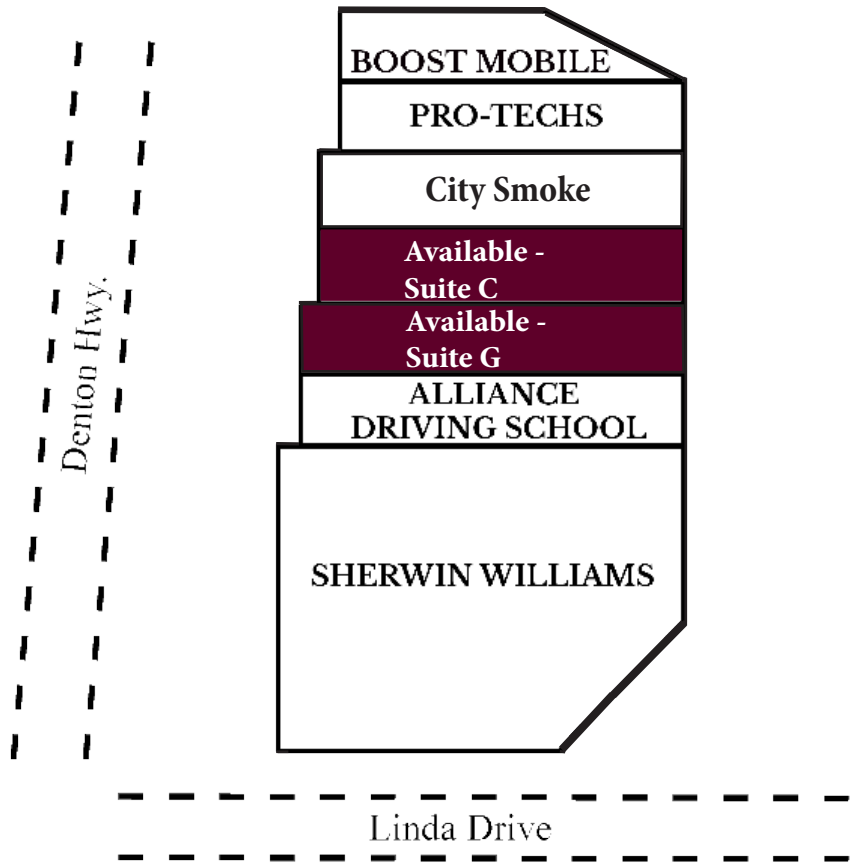 BOOST MOBILE
PRO-TECHS
City Smoke
Available -
Suite C
Available -
Suite G
ALLIANCE
DRIVING SCHOOL
SHERWIN WILLIAMS
Denton Hwy.
Linda Drive